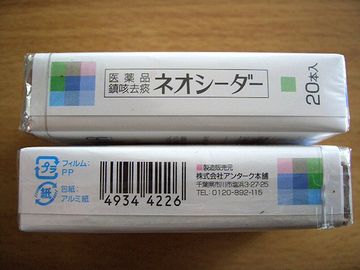 医薬品
鎮咳去痰
ネオシーダー
20本入
プラ
フィルム:
PP
紙
包紙:
アルミ紙
4934 4226
製造販売元
株式会社アンターク本舗
千葉県市川市塩浜3-27-25
TEL:0120-892-115